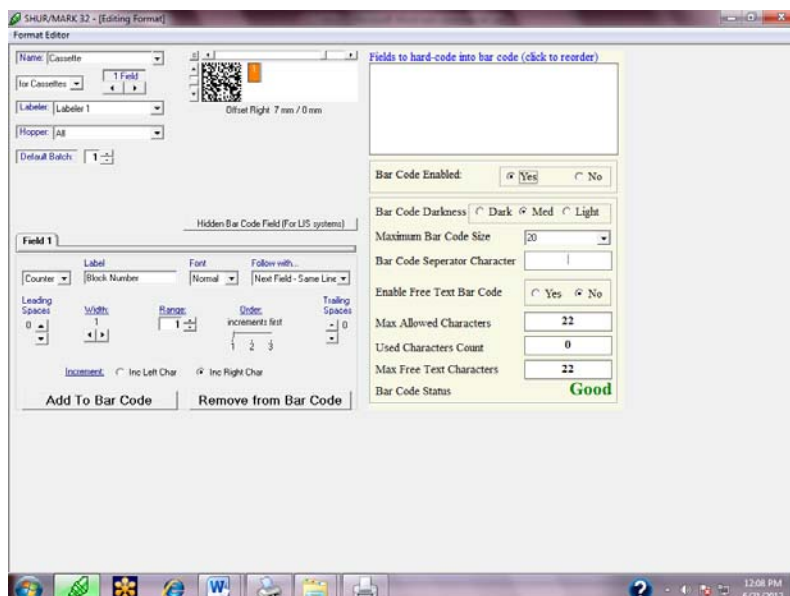 SHUR/MARK 32 - [Editing Format]
Format Editor
Name: Cassette
for Cassettes
1 Field
Labeler: Labeler 1
Hopper: All
Default Batch: 1
Offset Right 7 mm / 0 mm
Hidden Bar Code Field (For LIS systems)
Field 1
Label Font Follow with...
Counter Block Number Normal Next Field - Same Line
Leading Spaces
0
Width:
1
Range:
1
Order:
increments first
1 2 3
Trailing Spaces
0
Increment: Inc Left Char Inc Right Char
Add To Bar Code Remove from Bar Code
Fields to hard-code into bar code (click to reorder)
Bar Code Enabled: Yes No
Bar Code Darkness Dark Med Light
Maximum Bar Code Size 20
Bar Code Seperator Character
Enable Free Text Bar Code Yes No
Max Allowed Characters 22
Used Characters Count 0
Max Free Text Characters 22
Bar Code Status Good
12:08 PM